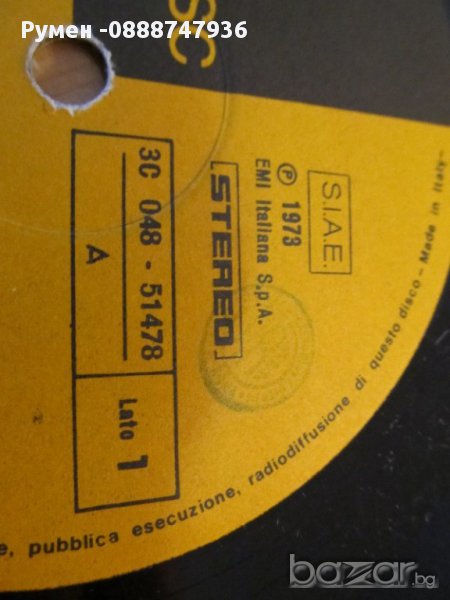 Румен -0888747936
SC
S.I.A.E.
℗ 1973
EMI Italiana S.p.A.
STEREO
3C 048 - 51478
A
Lato 1
pubblica esecuzione, radiodiffusione di questo disco - Made in Italy -
bazar.bg